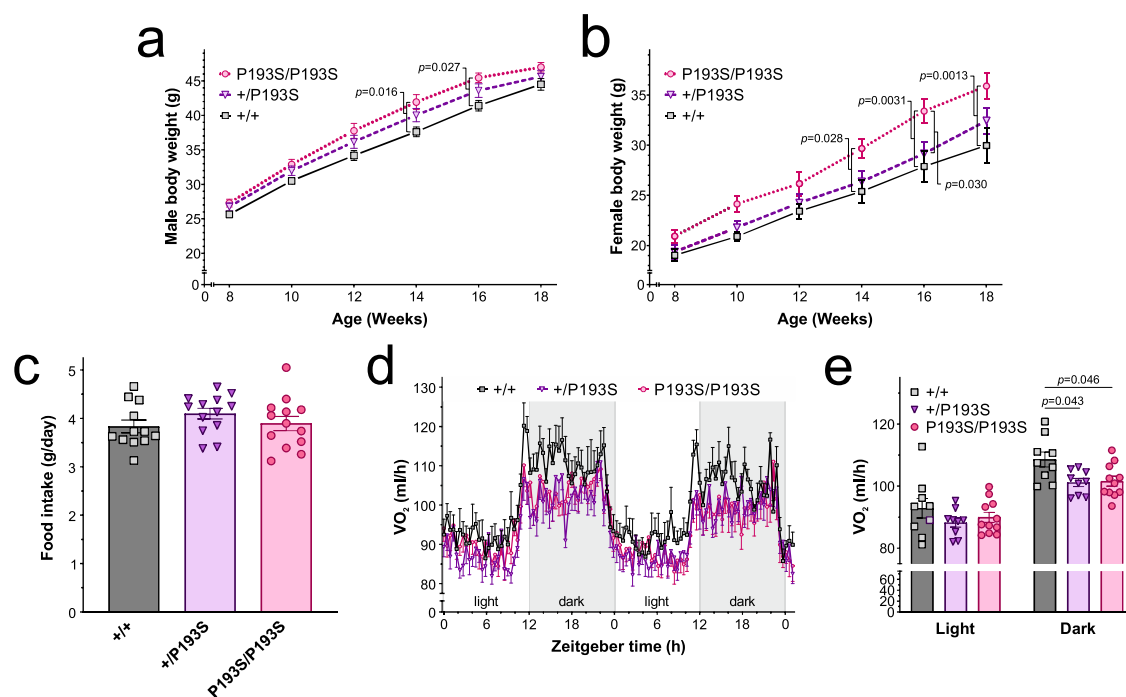 a
P193S/P193S
+/P193S
+/+
p=0.016
p=0.027
Male body weight (g)
45
40
35
30
25
20
0
0 8 10 12 14 16 18
Age (Weeks)
b
P193S/P193S
+/P193S
+/+
p=0.028
p=0.0031
p=0.0013
p=0.030
Female body weight (g)
35
30
25
20
0
0 8 10 12 14 16 18
Age (Weeks)
c
Food intake (g/day)
5
4
3
2
1
0
+/+
+/P193S
P193S/P193S
d
+/+ +/P193S P193S/P193S
VO2 (ml/h)
130
120
110
100
90
80
0
light dark light dark
0 6 12 18 0 6 12 18 0
Zeitgeber time (h)
e
+/+
+/P193S
P193S/P193S
p=0.046
p=0.043
VO2 (ml/h)
120
100
80
80
60
40
20
0
Light Dark